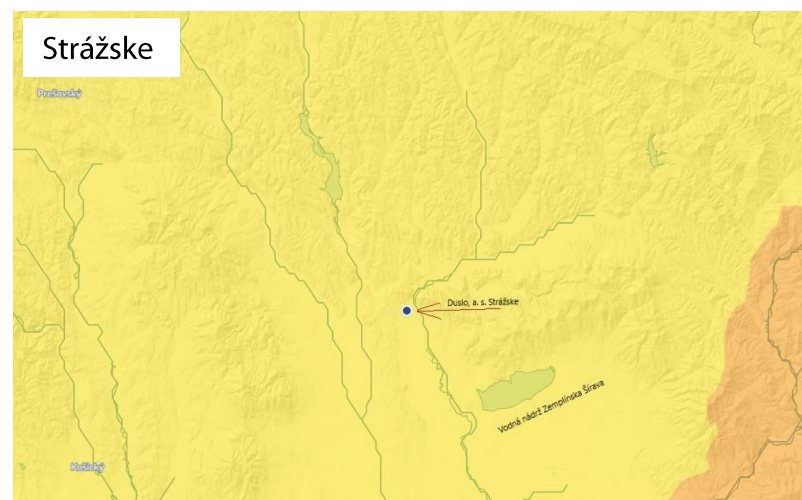 Strážske
Prešovský
Duslo, a. s. Strážske
Vodná nádrž Zemplínska Šírava
Košický